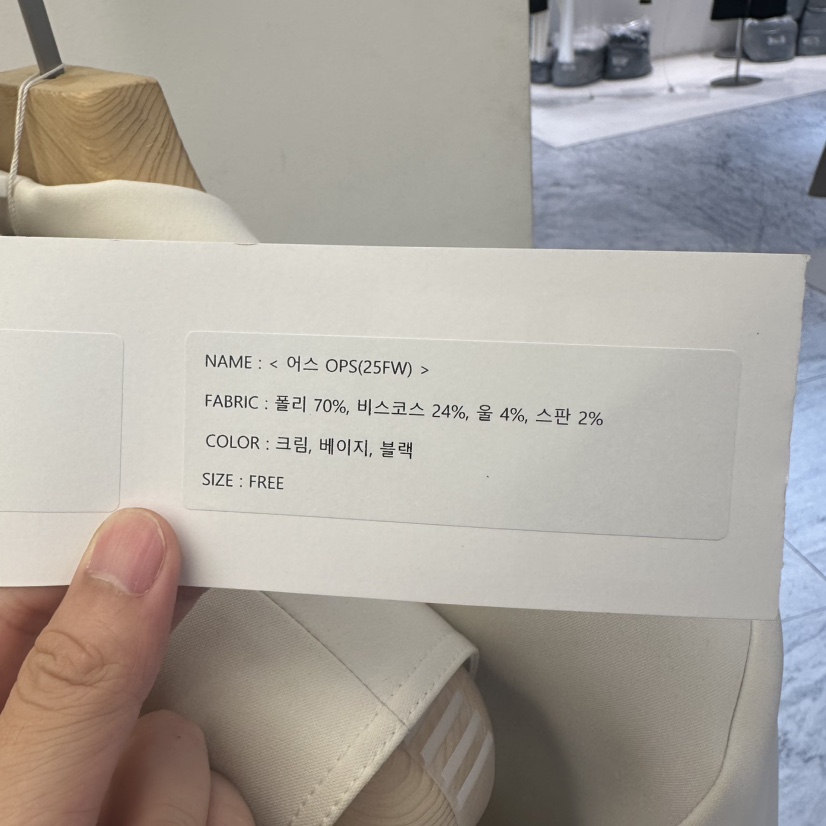 NAME : < 어스 OPS(25FW) >
FABRIC : 폴리 70%, 비스코스 24%, 울 4%, 스판 2%
COLOR : 크림, 베이지, 블랙
SIZE : FREE